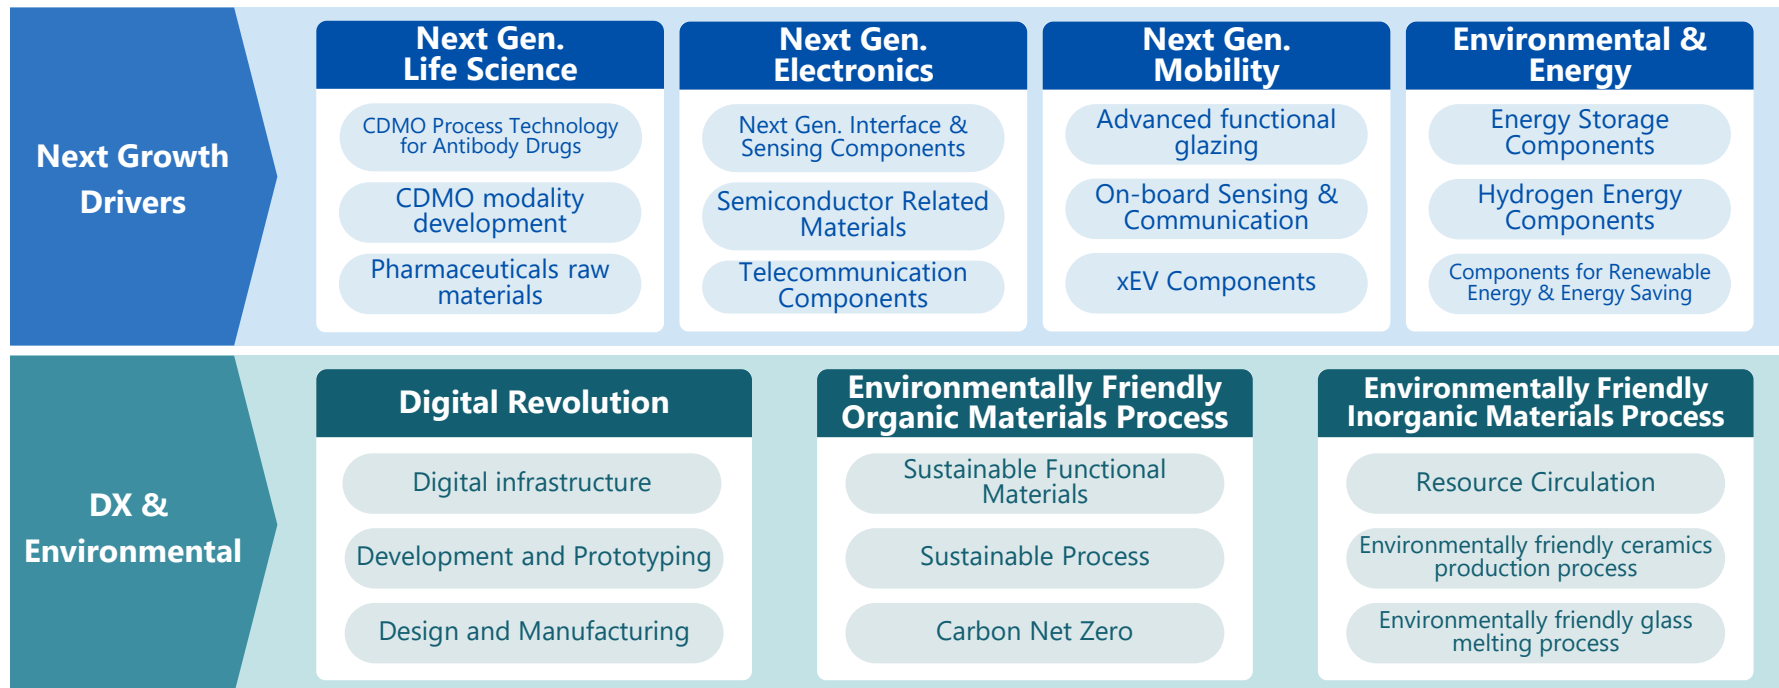 Next Growth
Drivers
Next Gen.
Life Science
CDMO Process Technology
for Antibody Drugs
CDMO modality
development
Pharmaceuticals raw
materials
Next Gen.
Electronics
Next Gen. Interface &
Sensing Components
Semiconductor Related
Materials
Telecommunication
Components
Next Gen.
Mobility
Advanced functional
glazing
On-board Sensing &
Communication
xEV Components
Environmental &
Energy
Energy Storage
Components
Hydrogen Energy
Components
Components for Renewable
Energy & Energy Saving
DX &
Environmental
Digital Revolution
Digital infrastructure
Development and Prototyping
Design and Manufacturing
Environmentally Friendly
Organic Materials Process
Sustainable Functional
Materials
Sustainable Process
Carbon Net Zero
Environmentally Friendly
Inorganic Materials Process
Resource Circulation
Environmentally friendly ceramics
production process
Environmentally friendly glass
melting process